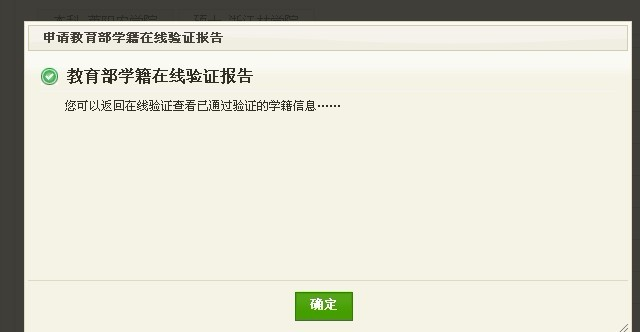 申请教育部学籍在线验证报告
教育部学籍在线验证报告
您可以返回在线验证查看已通过验证的学籍信息……
确定